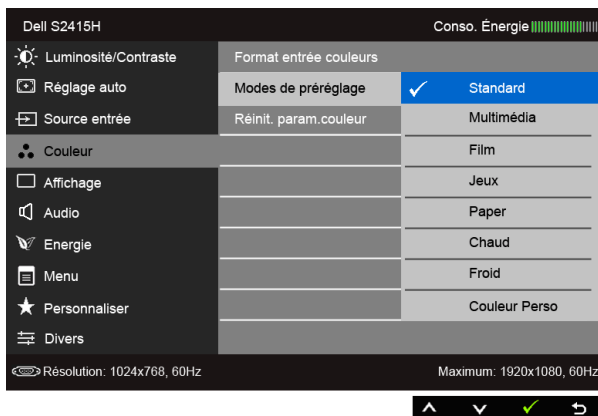 Dell S2415H Conso. Énergie
Luminosité/Contraste Format entrée couleurs
Réglage auto Modes de préréglage Standard
Source entrée Réinit. param.couleur Multimédia
Couleur Film
Affichage Jeux
Audio Paper
Energie Chaud
Menu Froid
Personnaliser Couleur Perso
Divers
Résolution: 1024x768, 60Hz Maximum: 1920x1080, 60Hz